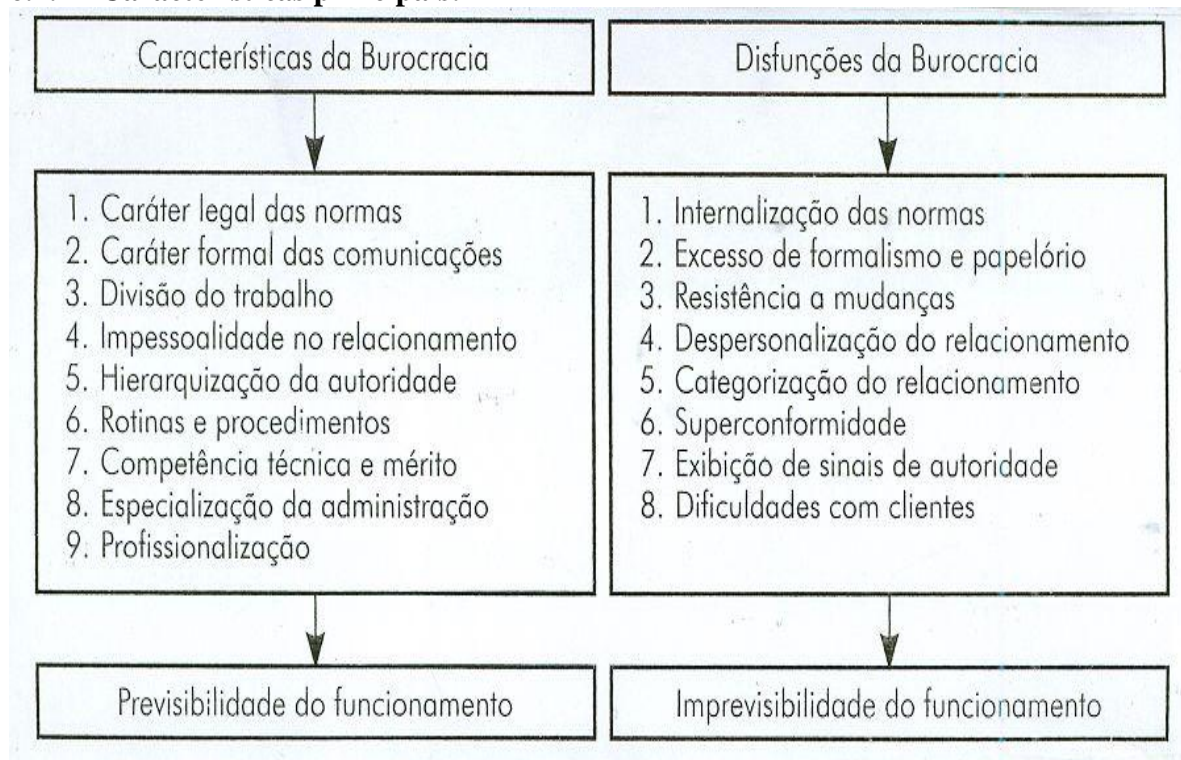 Características da Burocracia
1. Caráter legal das normas
2. Caráter formal das comunicações
3. Divisão do trabalho
4. Impessoalidade no relacionamento
5. Hierarquização da autoridade
6. Rotinas e procedimentos
7. Competência técnica e mérito
8. Especialização da administração
9. Profissionalização
Previsibilidade do funcionamento
Disfunções da Burocracia
1. Internalização das normas
2. Excesso de formalismo e papelório
3. Resistência a mudanças
4. Despersonalização do relacionamento
5. Categorização do relacionamento
6. Superconformidade
7. Exibição de sinais de autoridade
8. Dificuldades com clientes
Imprevisibilidade do funcionamento